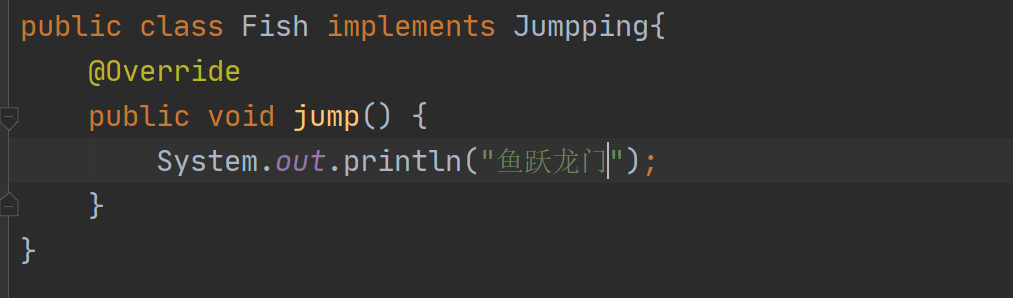 public class Fish implements Jumpping{
@Override
public void jump() {
System.out.println("鱼跃龙门");
}
}